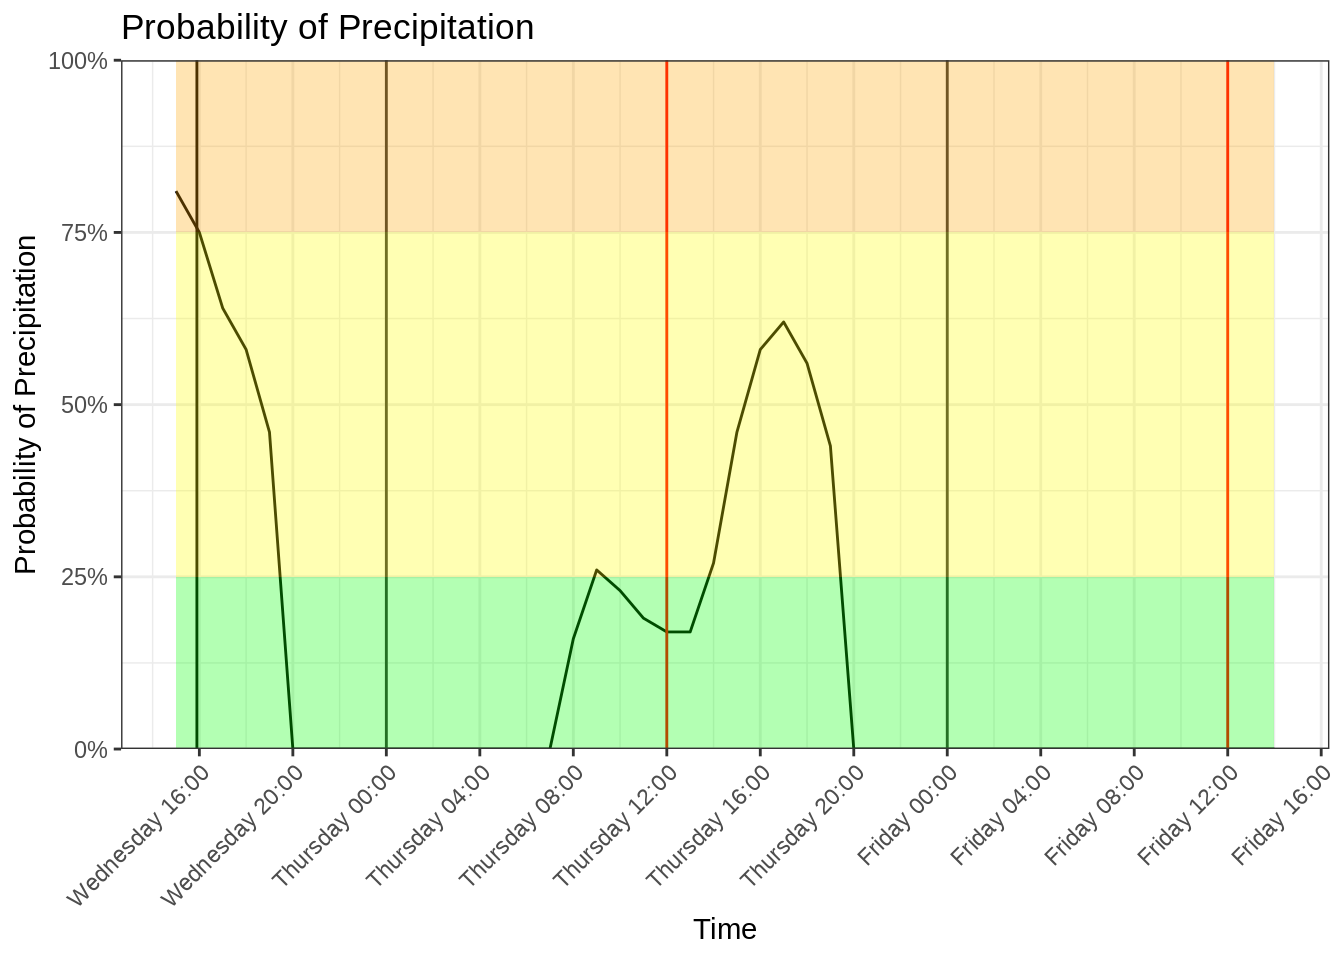 Probability of Precipitation
Probability of Precipitation
100%
75%
50%
25%
0%
Wednesday 16:00
Wednesday 20:00
Thursday 00:00
Thursday 04:00
Thursday 08:00
Thursday 12:00
Thursday 16:00
Thursday 20:00
Friday 00:00
Friday 04:00
Friday 08:00
Friday 12:00
Friday 16:00
Time